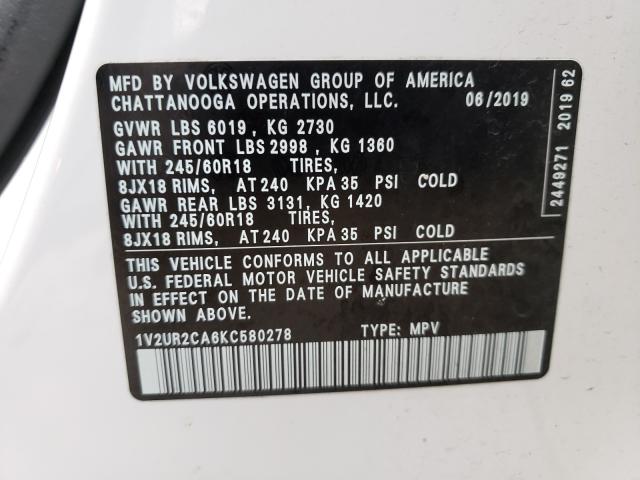 MFD BY VOLKSWAGEN GROUP OF AMERICA
CHATTANOOGA OPERATIONS, LLC. 06/2019
GVWR LBS 6019, KG 2730
GAWR FRONT LBS 2998, KG 1360
WITH 245/60R18 TIRES,
8JX18 RIMS, AT 240 KPA 35 PSI COLD
GAWR REAR LBS 3131, KG 1420
WITH 245/60R18 TIRES,
8JX18 RIMS, AT 240 KPA 35 PSI COLD
THIS VEHICLE CONFORMS TO ALL APPLICABLE
U.S. FEDERAL MOTOR VEHICLE SAFETY STANDARDS
IN EFFECT ON THE DATE OF MANUFACTURE
SHOWN ABOVE.
1V2UR2CA6KC580278 TYPE: MPV
2449271 2019 62